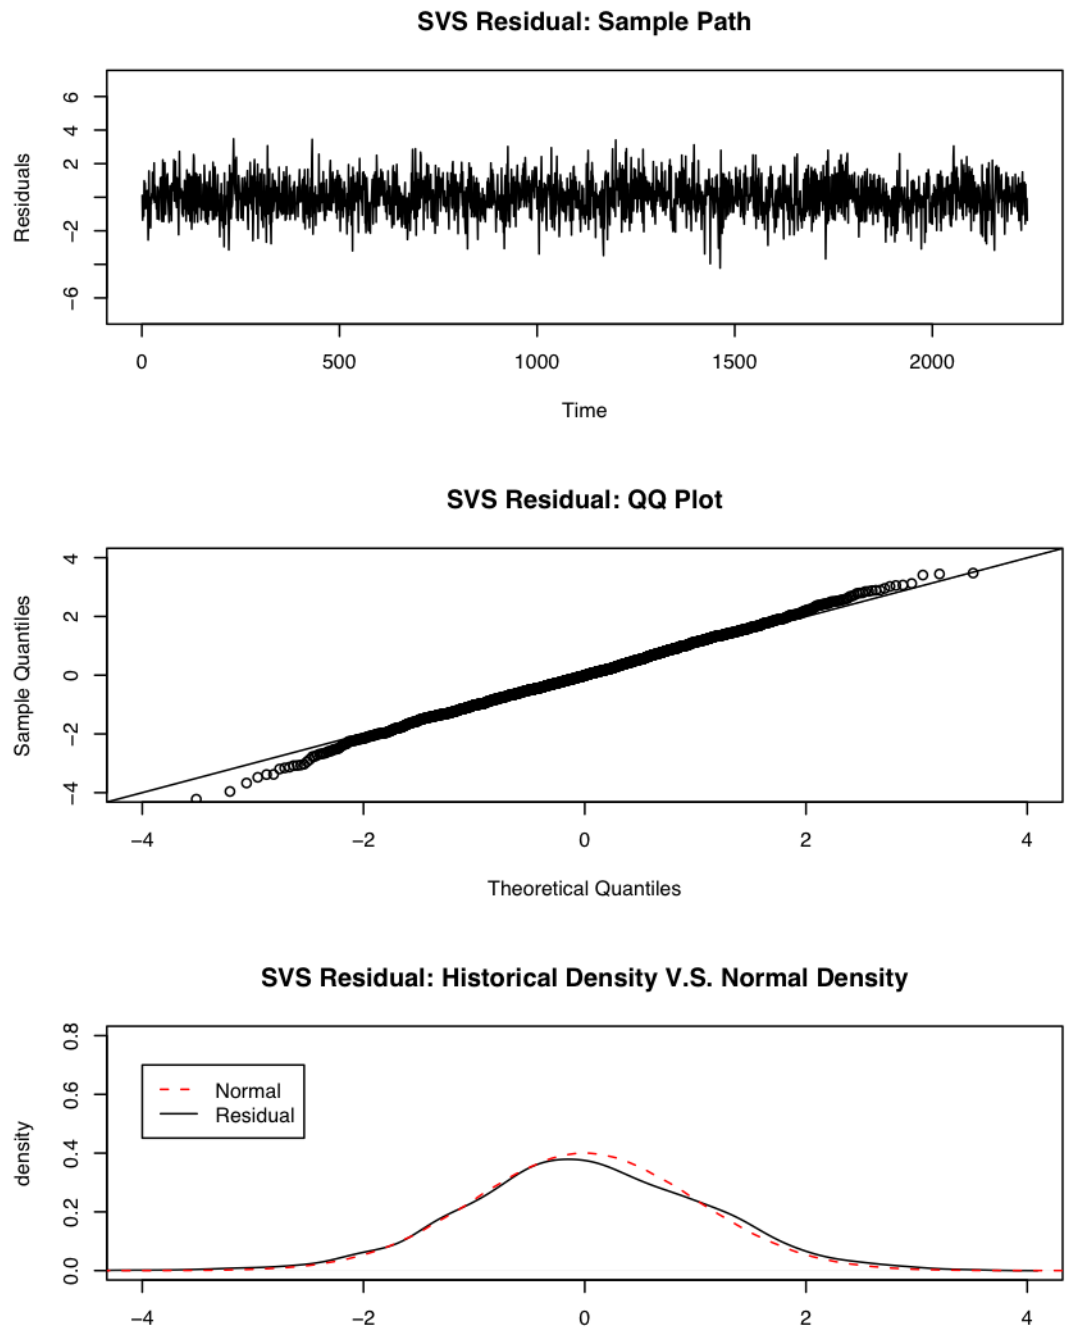 SVS Residual: Sample Path
Residuals
6
4
2
−2
−6
0 500 1000 1500 2000
Time
SVS Residual: QQ Plot
Sample Quantiles
4
2
0
−2
−4
−4 −2 0 2 4
Theoretical Quantiles
SVS Residual: Historical Density V.S. Normal Density
density
0.8
0.6
0.4
0.2
0.0
Normal
Residual
−4 −2 0 2 4